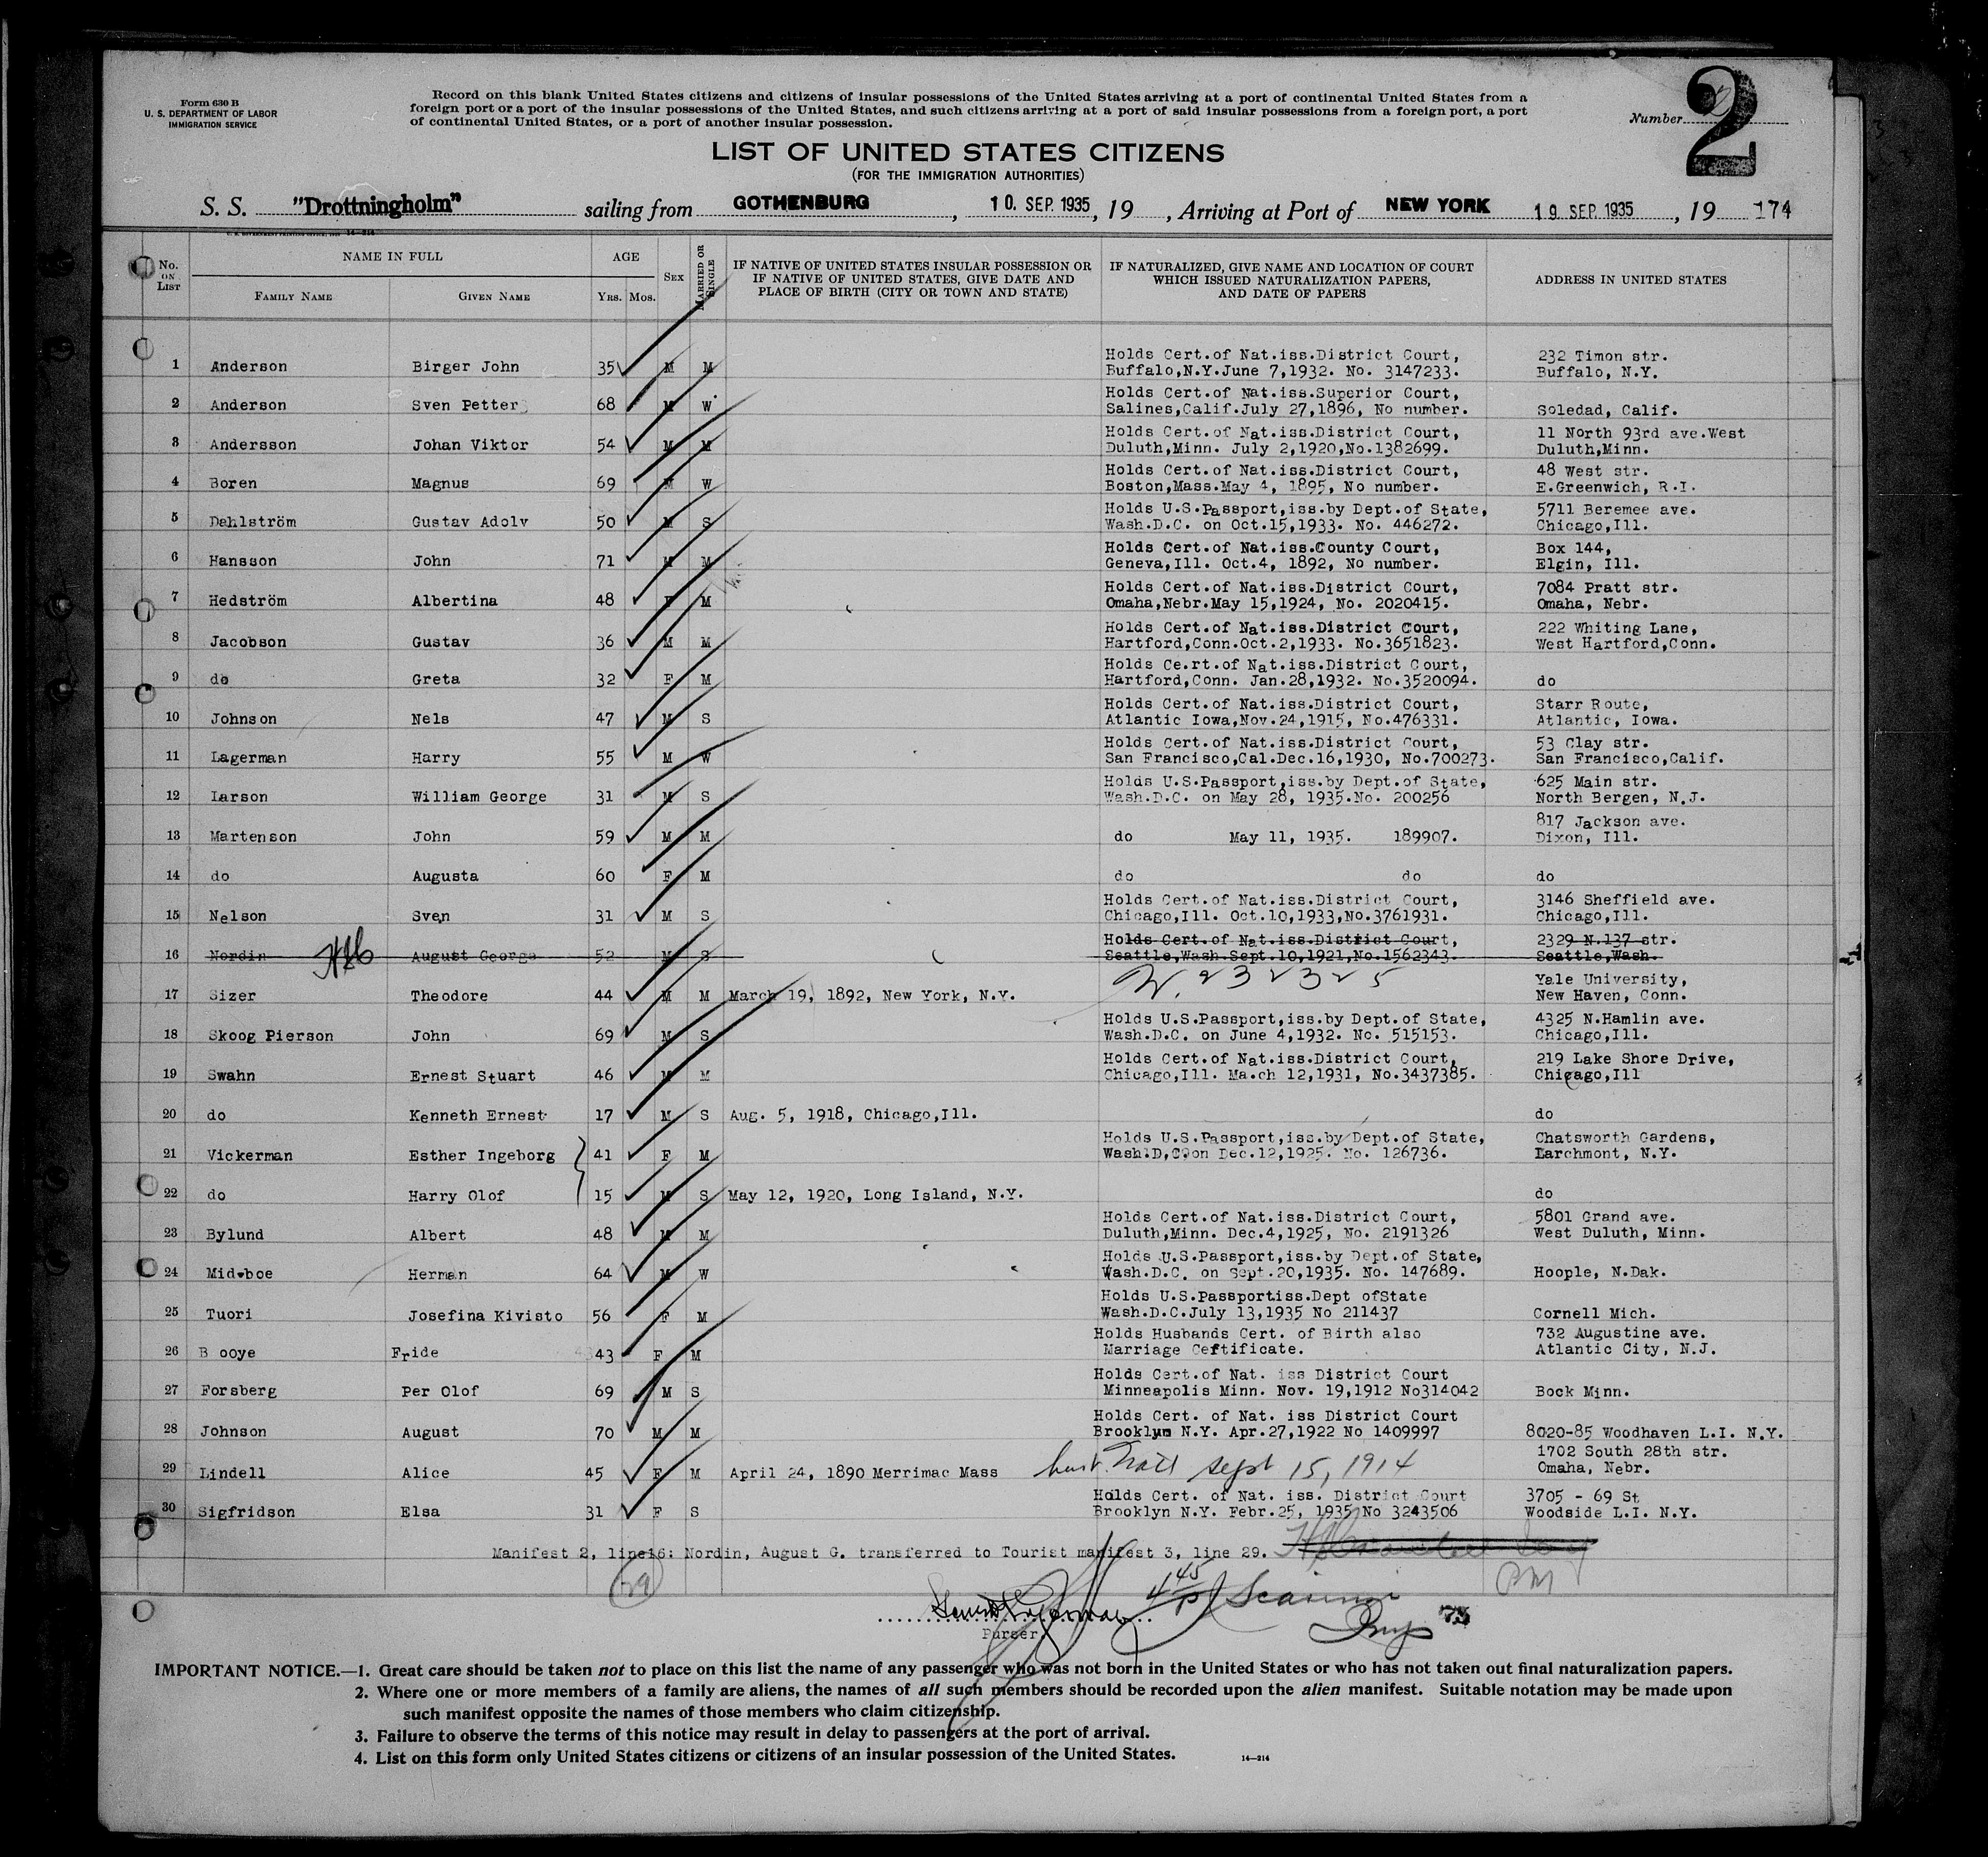 Form 630 B
U. S. DEPARTMENT OF LABOR
IMMIGRATION SERVICE
Record on this blank United States citizens and citizens of insular possessions of the United States arriving at a port of continental United States from a
foreign port or a port of the insular possessions of the United States, and such citizens arriving at a port of said insular possessions from a foreign port, a port
of continental United States, or a port of another insular possession.
Number 2
LIST OF UNITED STATES CITIZENS
(FOR THE IMMIGRATION AUTHORITIES)
S. S. "Drottningholm" sailing from GOTHENBURG, 10. SEP. 1935, 19 , Arriving at Port of NEW YORK 19 SEP. 1935, 19 174
No. ON LIST
NAME IN FULL
FAMILY NAME GIVEN NAME
AGE
YRS. MOS.
SEX
MARRIED OR SINGLE
IF NATIVE OF UNITED STATES INSULAR POSSESSION OR
IF NATIVE OF UNITED STATES, GIVE DATE AND
PLACE OF BIRTH (CITY OR TOWN AND STATE)
IF NATURALIZED, GIVE NAME AND LOCATION OF COURT
WHICH ISSUED NATURALIZATION PAPERS,
AND DATE OF PAPERS
ADDRESS IN UNITED STATES
Holds Cert.of Nat.iss.District Court, 232 Timon str.
1 Anderson Birger John 35 M M Buffalo,N.Y.June 7,1932. No. 3147233. Buffalo, N.Y.
Holds Cert.of Nat.iss.Superior Court,
2 Anderson Sven Petter 68 M W Salines,Calif.July 27,1896, No number. Soledad, Calif.
Holds Cert.of Nat.iss.District Court, 11 North 93rd ave.West
3 Andersson Johan Viktor 54 M M Duluth,Minn. July 2,1920,No.1382699. Duluth,Minn.
Holds Cert.of Nat.iss.District Court, 48 West str.
4 Boren Magnus 69 M W Boston,Mass.May 4, 1895, No number. E.Greenwich, R.I.
Holds U.S.Passport,iss.by Dept.of State, 5711 Beremee ave.
5 Dahlström Gustav Adolv 50 M S Wash.D.C. on Oct.15,1933. No. 446272. Chicago,Ill.
Holds Cert.of Nat.iss.County Court, Box 144,
6 Hansson John 71 M M Geneva,Ill. Oct.4, 1892, No number. Elgin, Ill.
Holds Cert.of Nat.iss.District Court, 7084 Pratt str.
7 Hedström Albertina 48 F M Omaha,Nebr.May 15,1924, No. 2020415. Omaha, Nebr.
Holds Cert.of Nat.iss.District Court, 222 Whiting Lane,
8 Jacobson Gustav 36 M M Hartford,Conn.Oct.2,1933. No.3651823. West Hartford,Conn.
Holds Ce.rt.of Nat.iss.District Court,
9 do Greta 32 F M Hartford,Conn. Jan.28,1932. No.3520094. do
Holds Cert.of Nat.iss.District Court, Starr Route,
10 Johnson Nels 47 M S Atlantic Iowa,Nov.24,1915, No.476331. Atlantic, Iowa.
Holds Cert.of Nat.iss.District Court, 53 Clay str.
11 Lagerman Harry 55 M W San Francisco,Cal.Dec.16,1930, No.700273. San Francisco,Calif.
Holds U.S.Passport,iss.by Dept.of State, 625 Main str.
12 Larson William George 31 M S Wash.D.C. on May 28, 1935.No. 200256 North Bergen, N.J.
817 Jackson ave.
13 Martenson John 59 M M do May 11, 1935. 189907. Dixon, Ill.
14 do Augusta 60 F M do do do
Holds Cert.of Nat.iss.District Court, 3146 Sheffield ave.
15 Nelson Sven 31 M S Chicago,Ill. Oct.10,1933,No.3761931. Chicago,Ill.
Holds Cert.of Nat.iss.District Court, 2329 N.137 str.
16 Nordin August George 52 M S Seattle,Wash.Sept.10,1921,No.1562343. Seattle,Wash.
Yale University,
17 Sizer Theodore 44 M M March 19, 1892, New York, N.Y. W. 232325 New Haven, Conn.
Holds U.S.Passport,iss.by Dept.of State, 4325 N.Hamlin ave.
18 Skoog Pierson John 69 M S Wash.D.C. on June 4,1932. No. 515153. Chicago,Ill.
Holds Cert.of Nat.iss.District Court, 219 Lake Shore Drive,
19 Swahn Ernest Stuart 46 M M Chicago,Ill. Ma.ch 12,1931, No.3437385. Chicago,Ill
20 do Kenneth Ernest 17 M S Aug. 5, 1918, Chicago,Ill. do
Holds U.S.Passport,iss.by Dept.of State, Chatsworth Gardens,
21 Vickerman Esther Ingeborg 41 F M Wash.D.C.on Dec.12,1925. No. 126736. Larchmont, N.Y.
22 do Harry Olof 15 M S May 12, 1920, Long Island, N.Y. do
Holds Cert.of Nat.iss.District Court, 5801 Grand ave.
23 Bylund Albert 48 M M Duluth,Minn. Dec.4,1925, No. 2191326 West Duluth, Minn.
Holds U.S.Passport,iss.by Dept.of State,
24 Midboe Herman 64 M W Wash.D.C. on Sept.20,1935. No. 147689. Hoople, N.Dak.
Holds U.S.Passportiss.Dept ofState
25 Tuori Josefina Kivisto 56 F M Wash.D.C.July 13,1935 No 211437 Cornell Mich.
Holds Husbands Cert. of Birth also 732 Augustine ave.
26 B ooye Fride 43 F M Marriage Certificate. Atlantic City, N.J.
Holds Cert.of Nat. iss District Court
27 Forsberg Per Olof 69 M S Minneapolis Minn. Nov. 19,1912 No314042 Bock Minn.
Holds Cert. of Nat. iss District Court
28 Johnson August 70 M M Brooklyn N.Y. Apr.27,1922 No 1409997 8020-85 Woodhaven L.I. N.Y.
1702 South 28th str.
29 Lindell Alice 45 F M April 24, 1890 Merrimac Mass Sept 15, 1914 Omaha, Nebr.
Holds Cert. of Nat. iss. District Court 3705 - 69 St
30 Sigfridson Elsa 31 F S Brooklyn N.Y. Febr.25, 1935 No 3243506 Woodside L.I. N.Y.
Manifest 2, line16: Nordin, August G. transferred to Tourist manifest 3, line 29.
29
4 45 P
Purser
IMPORTANT NOTICE.—1. Great care should be taken not to place on this list the name of any passenger who was not born in the United States or who has not taken out final naturalization papers.
2. Where one or more members of a family are aliens, the names of all such members should be recorded upon the alien manifest. Suitable notation may be made upon
such manifest opposite the names of those members who claim citizenship.
3. Failure to observe the terms of this notice may result in delay to passengers at the port of arrival.
4. List on this form only United States citizens or citizens of an insular possession of the United States.
14—214